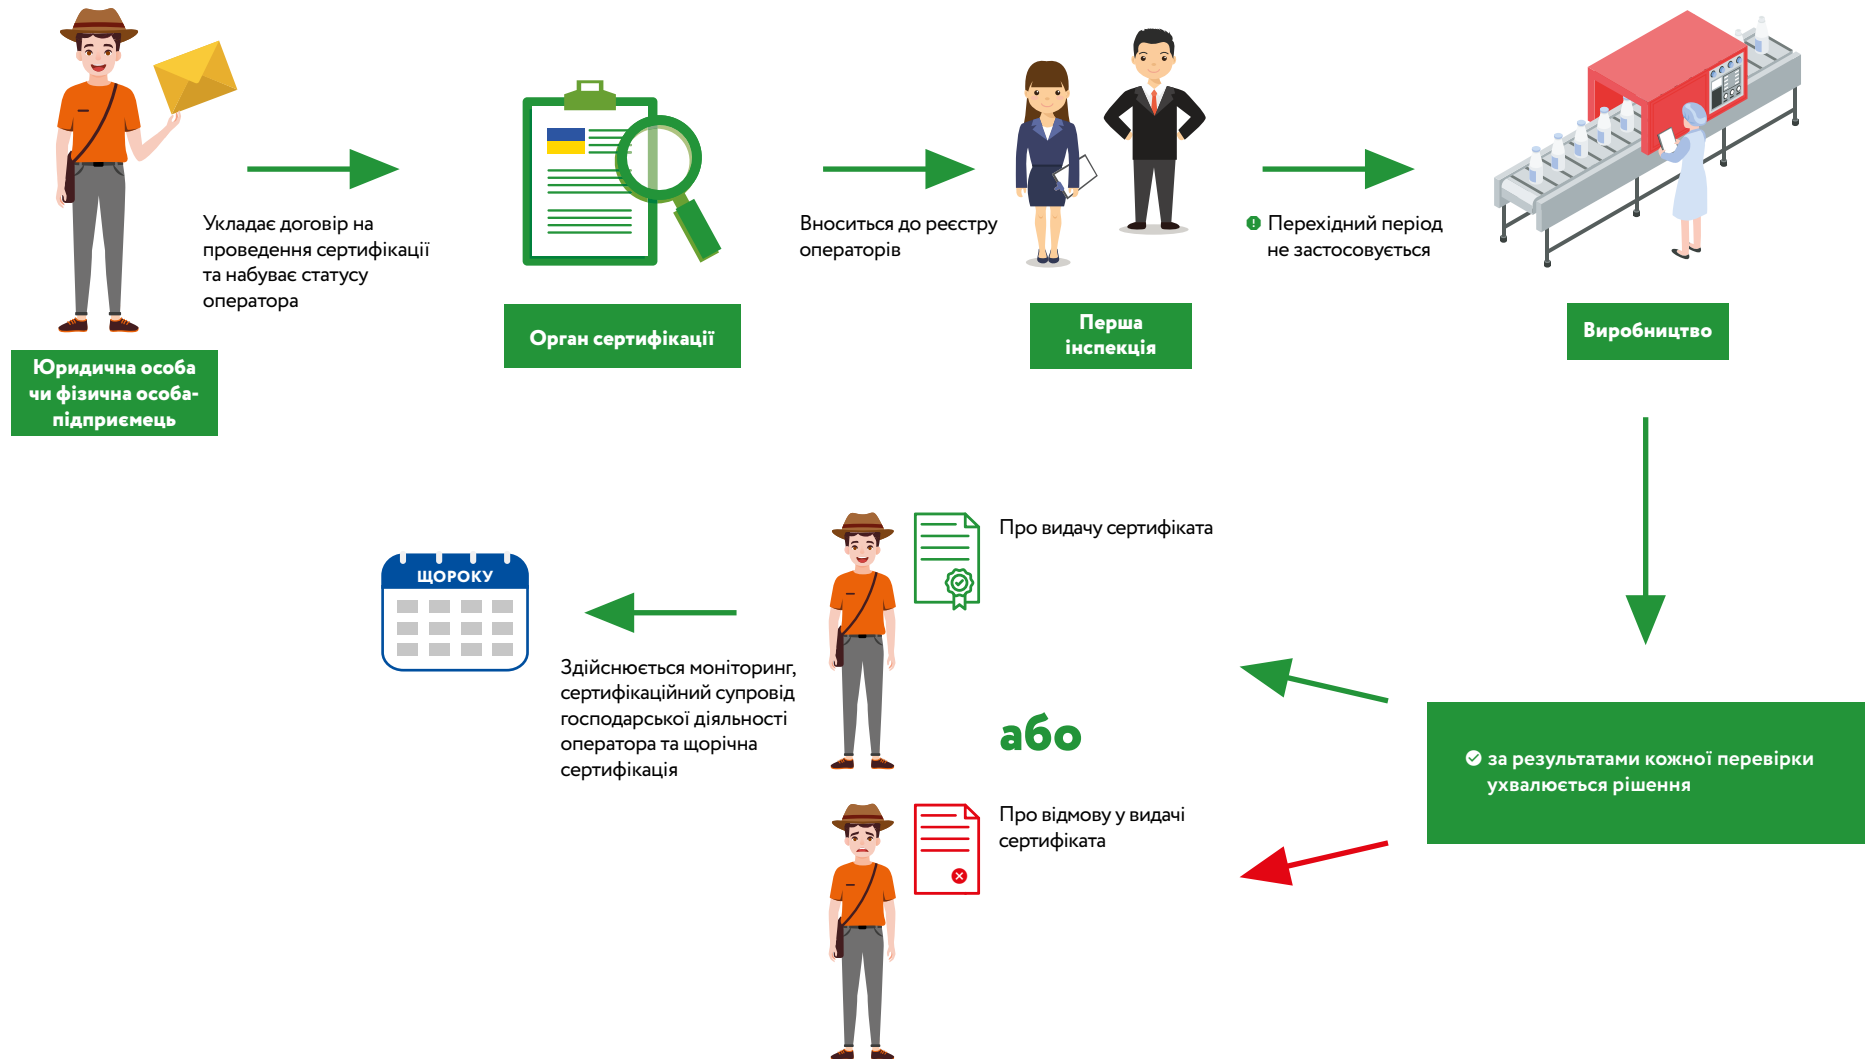 Укладає договір на
проведення сертифікації
та набуває статусу
оператора
Юридична особа
чи фізична особа-
підприємець
Орган сертифікації
Вноситься до реєстру
операторів
Перша
інспекція
Перехідний період
не застосовується
Виробництво
за результатами кожної перевірки
ухвалюється рішення
Про видачу сертифіката
або
Про відмову у видачі
сертифіката
ЩОРОКУ
Здійснюється моніторинг,
сертифікаційний супровід
господарської діяльності
оператора та щорічна
сертифікація